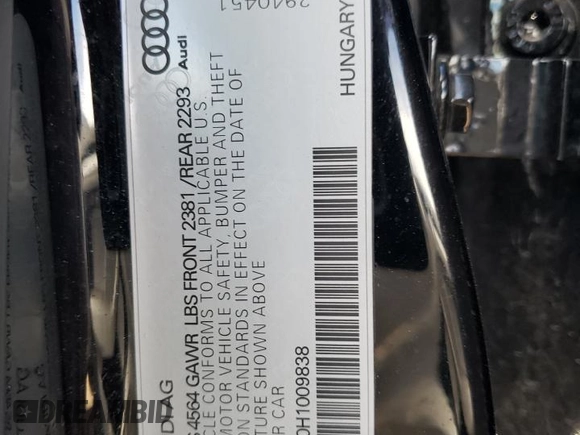 2940451
Audi
DI AG
4564 GAWR LBS FRONT 2381 /REAR 2293
CLE CONFORMS TO ALL APPLICABLE U.S.
MOTOR VEHICLE SAFETY, BUMPER AND THEFT
ON STANDARDS IN EFFECT ON THE DATE OF
TURE SHOWN ABOVE
R CAR
0H1009838
HUNGARY
DREAMBID